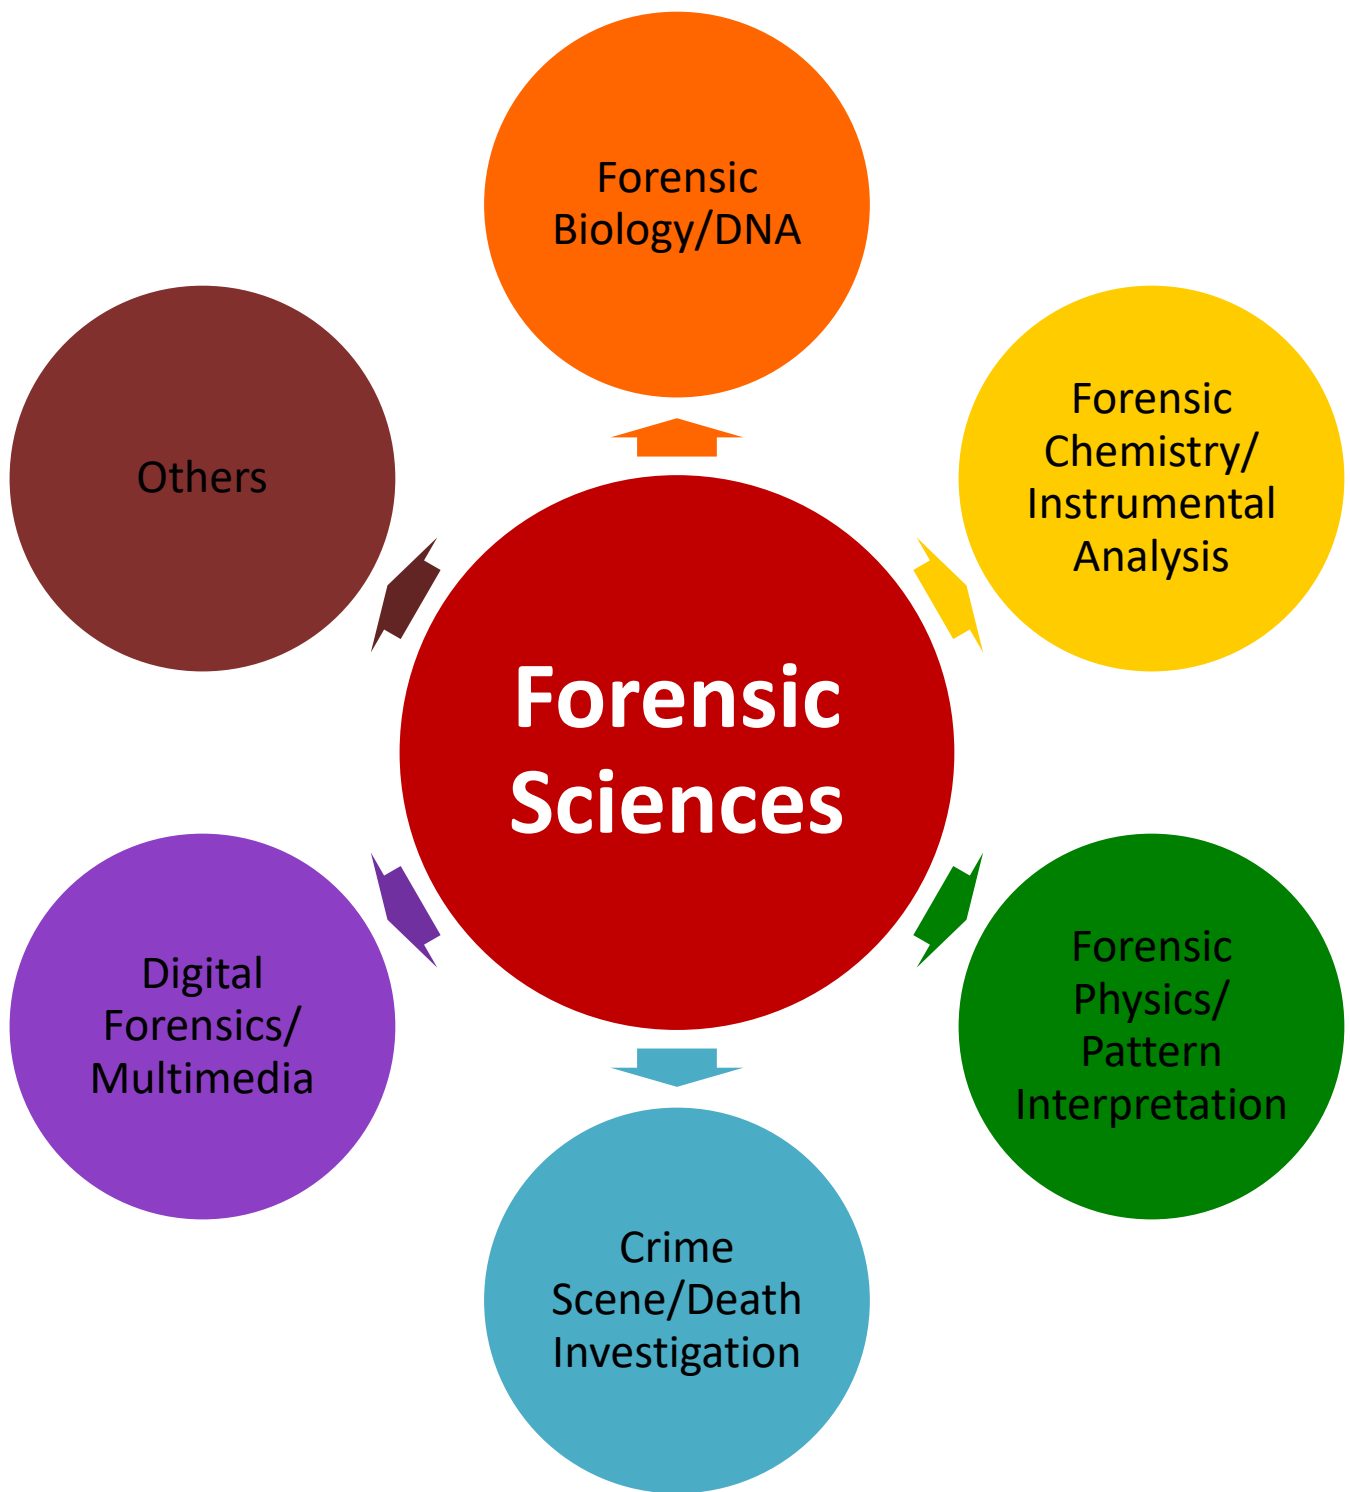 Forensic
Biology/DNA
Forensic
Chemistry/
Instrumental
Analysis
Others
Forensic
Sciences
Forensic
Physics/
Pattern
Interpretation
Digital
Forensics/
Multimedia
Crime
Scene/Death
Investigation